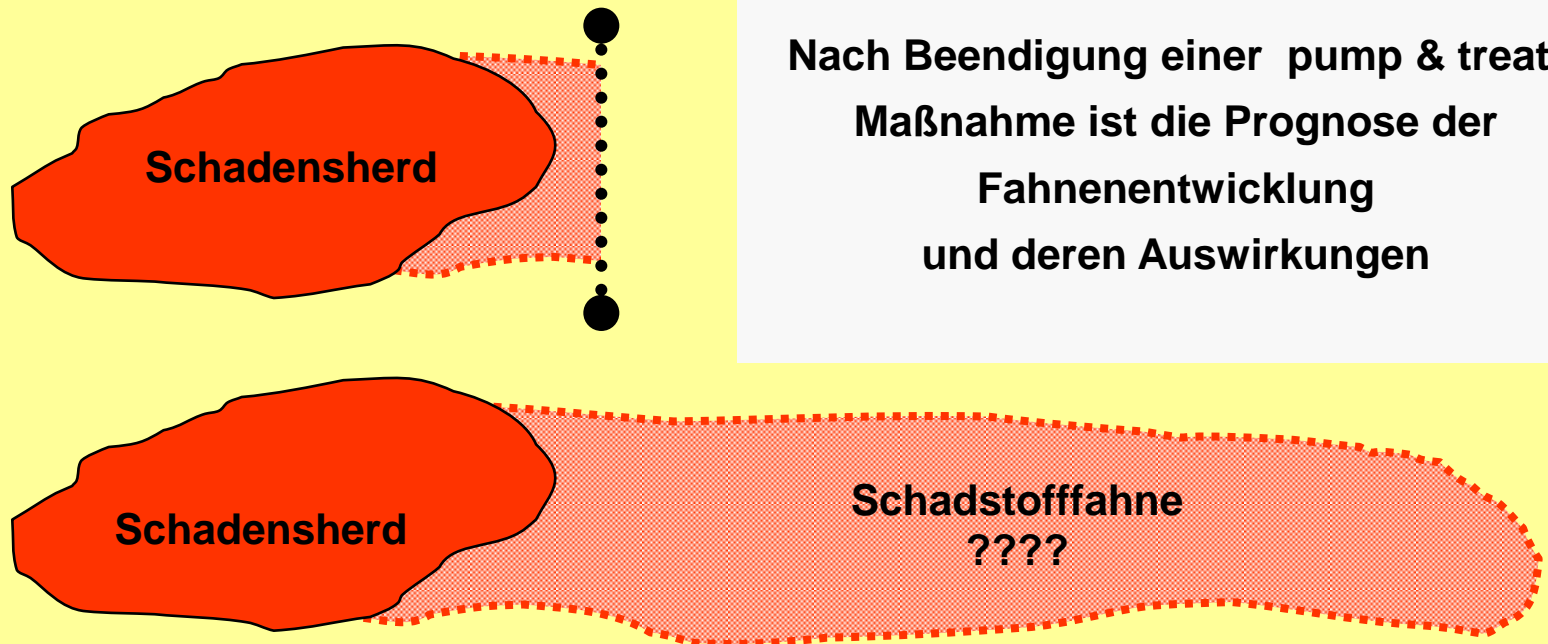 Schadensherd
Nach Beendigung einer pump & treat
Maßnahme ist die Prognose der
Fahnenentwicklung
und deren Auswirkungen
Schadensherd
Schadstofffahne
????